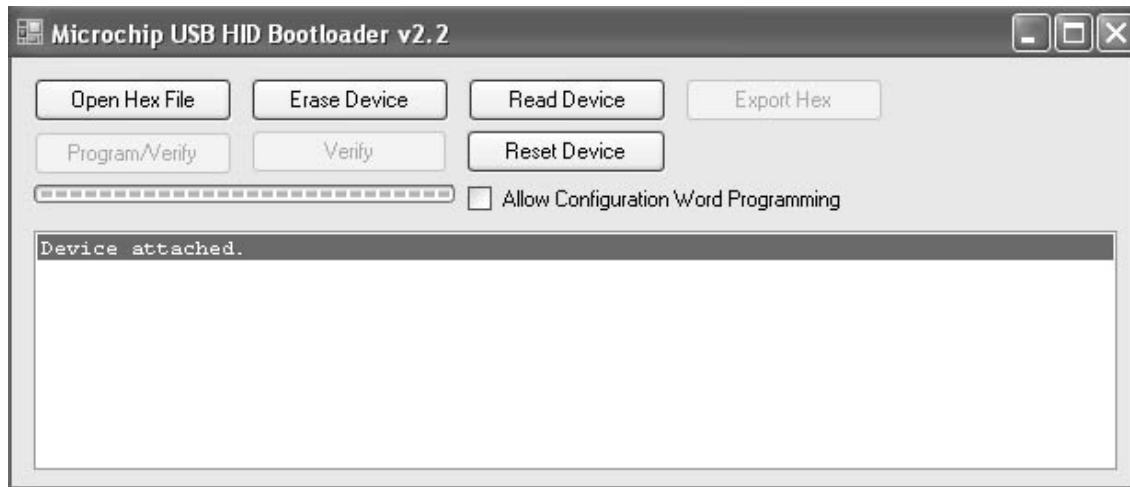 Microchip USB HID Bootloader v2.2
Open Hex File Erase Device Read Device Export Hex
Program/Verify Verify Reset Device
Allow Configuration Word Programming
Device attached.